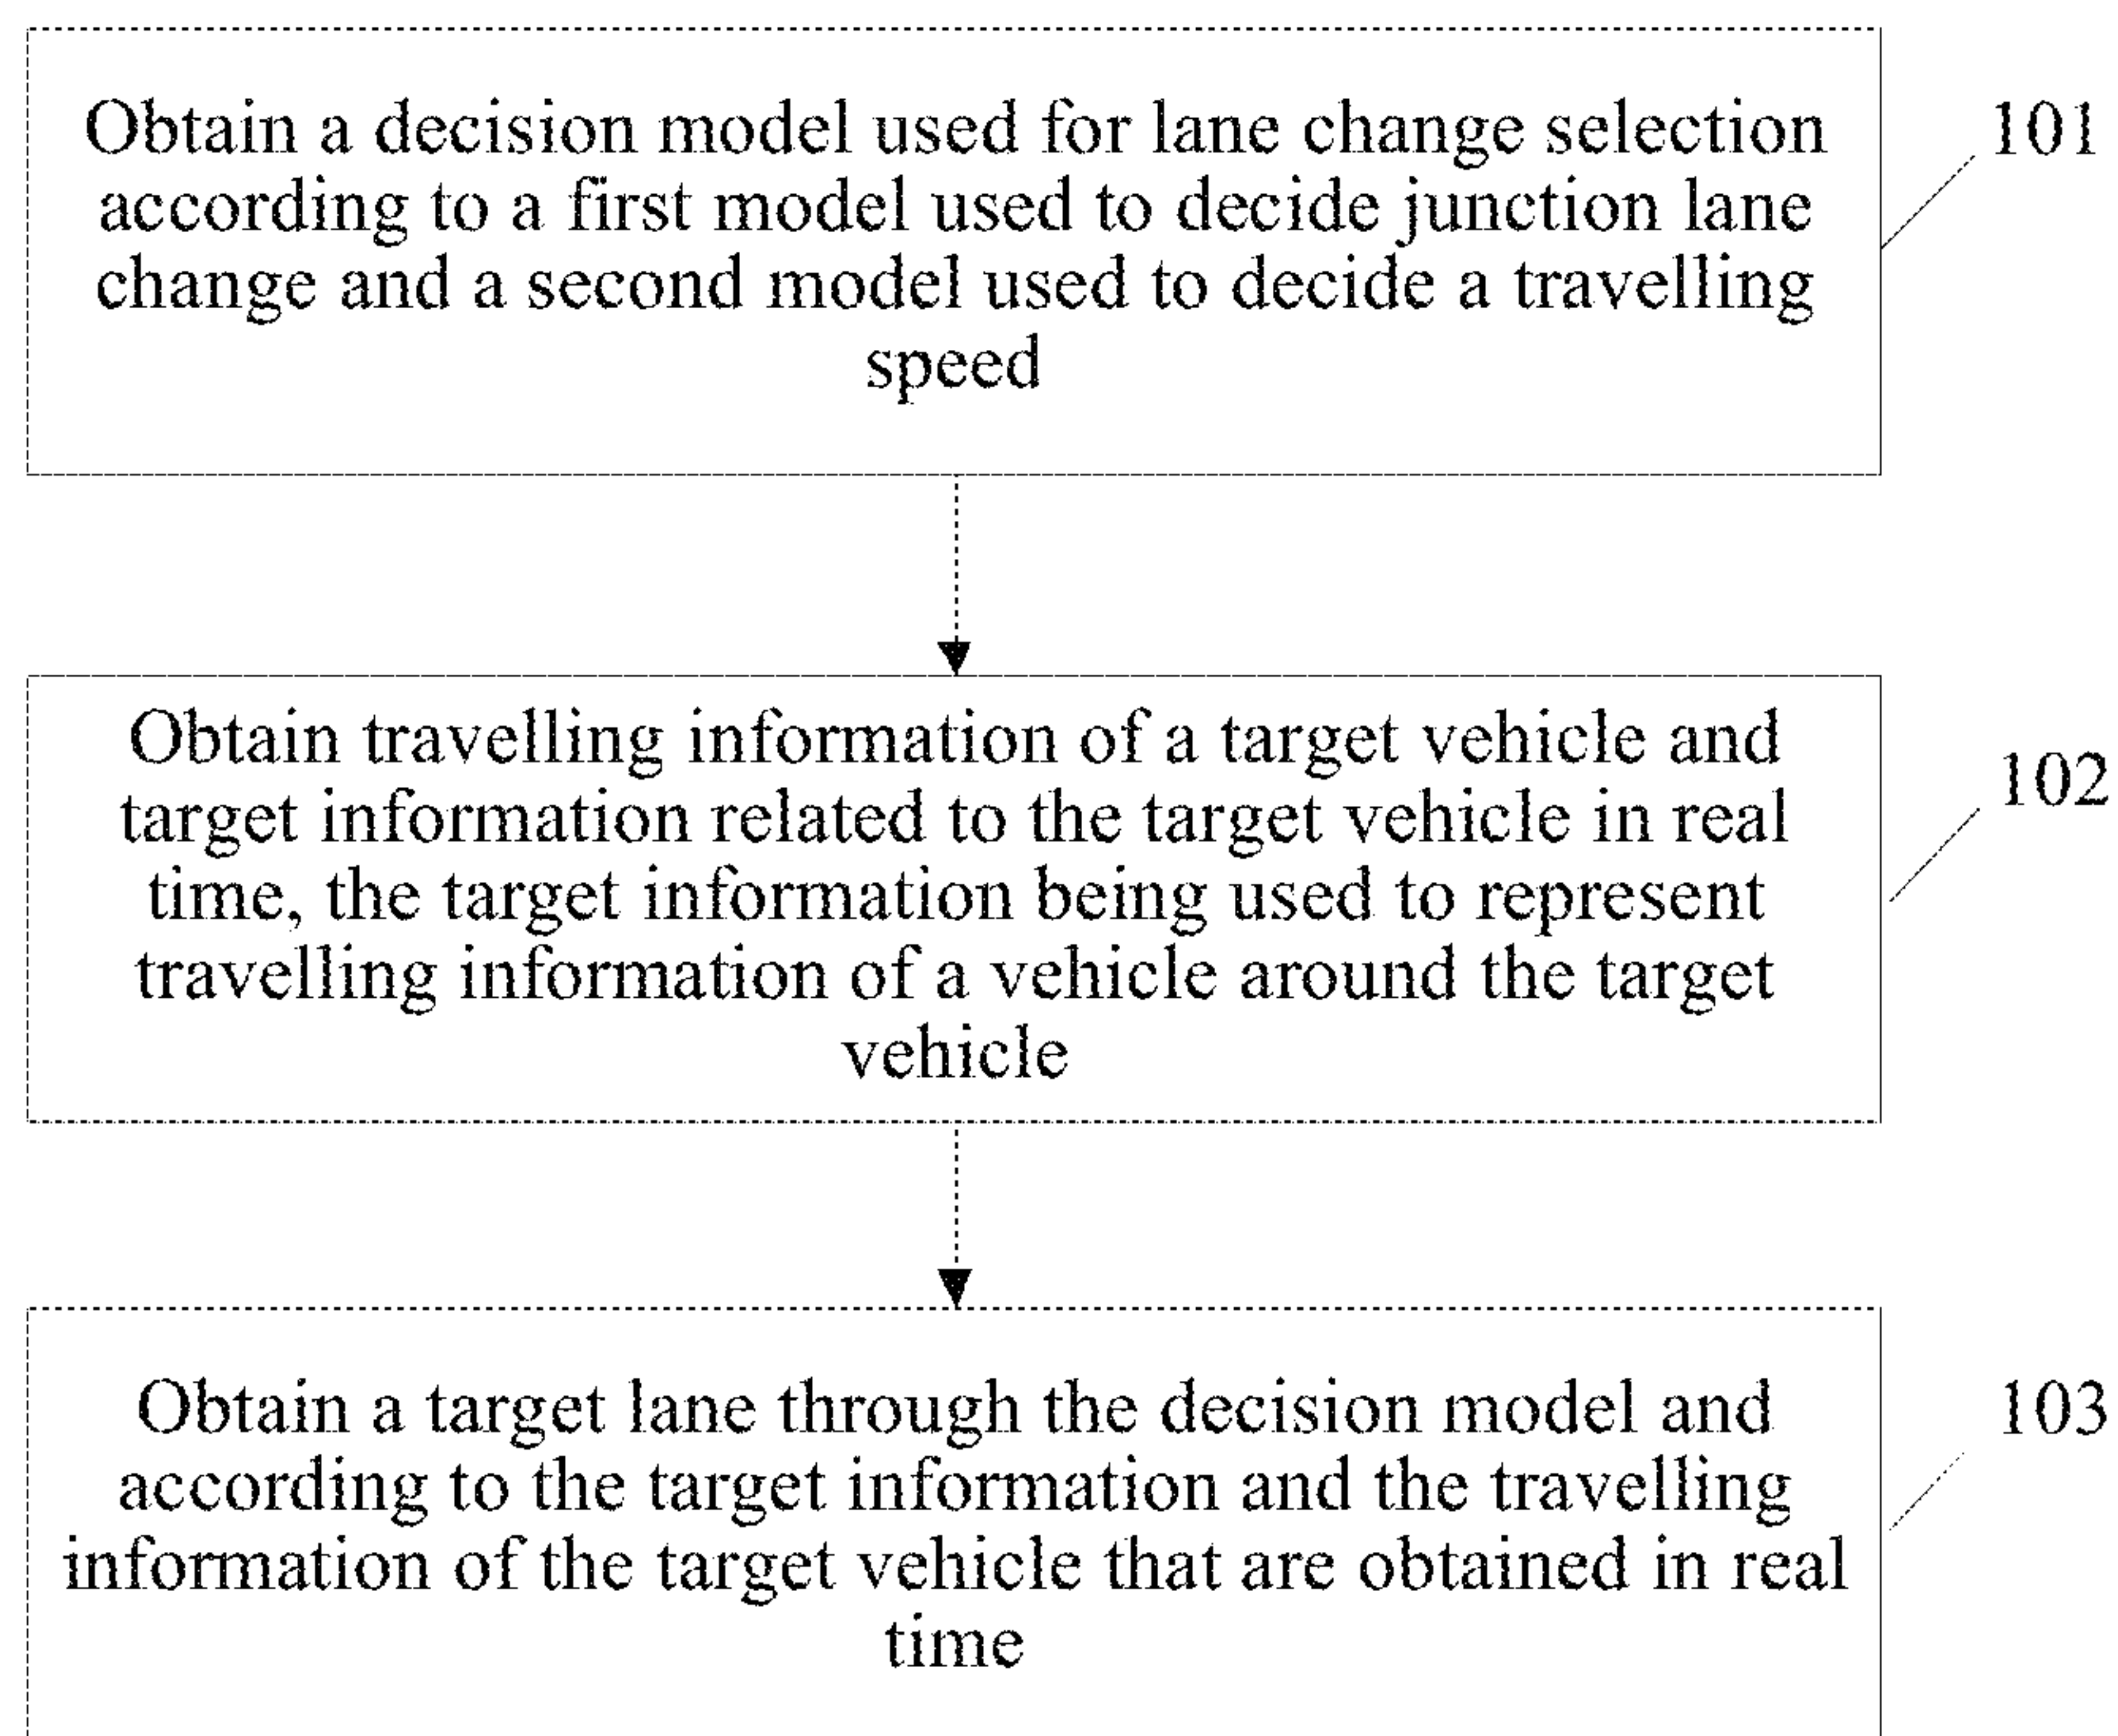 Obtain a decision model used for lane change selection
according to a first model used to decide junction lane
change and a second model used to decide a travelling
speed
101
Obtain travelling information of a target vehicle and
target information related to the target vehicle in real
time, the target information being used to represent
travelling information of a vehicle around the target
vehicle
102
Obtain a target lane through the decision model and
according to the target information and the travelling
information of the target vehicle that are obtained in real
time
103